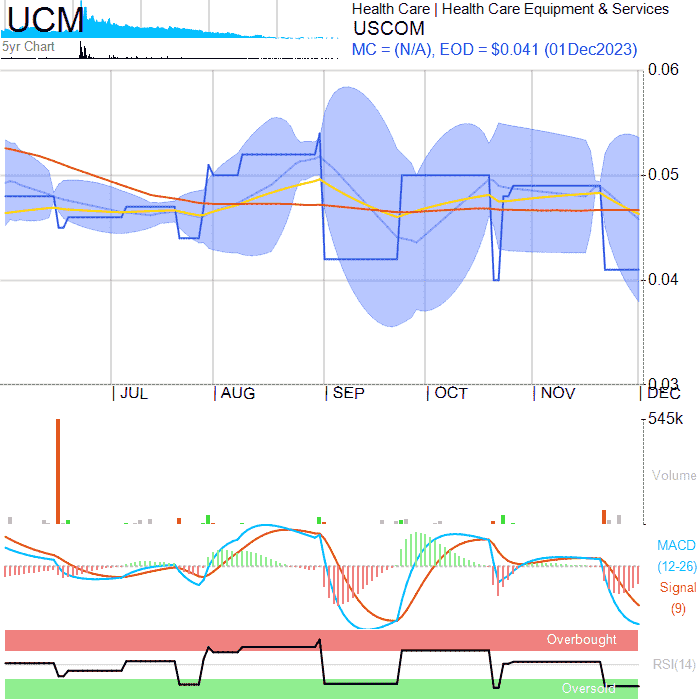 UCM
5yr Chart
Health Care | Health Care Equipment & Services
USCOM
MC = (N/A), EOD = $0.041 (01Dec2023)
0.06
0.05
0.04
0.03
JUL AUG SEP OCT NOV DEC
545k
Volume
MACD
(12-26)
Signal
(9)
Overbought
RSI(14)
Oversold